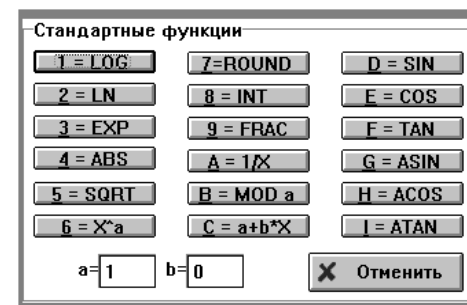 Стандартные функции
1 = LOG 7=ROUND D = SIN
2 = LN 8 = INT E = COS
3 = EXP 9 = FRAC F = TAN
4 = ABS A = 1/X G = ASIN
5 = SQRT B = MOD a H = ACOS
6 = X^a C = a+b*X I = ATAN
a= 1 b= 0 Отменить